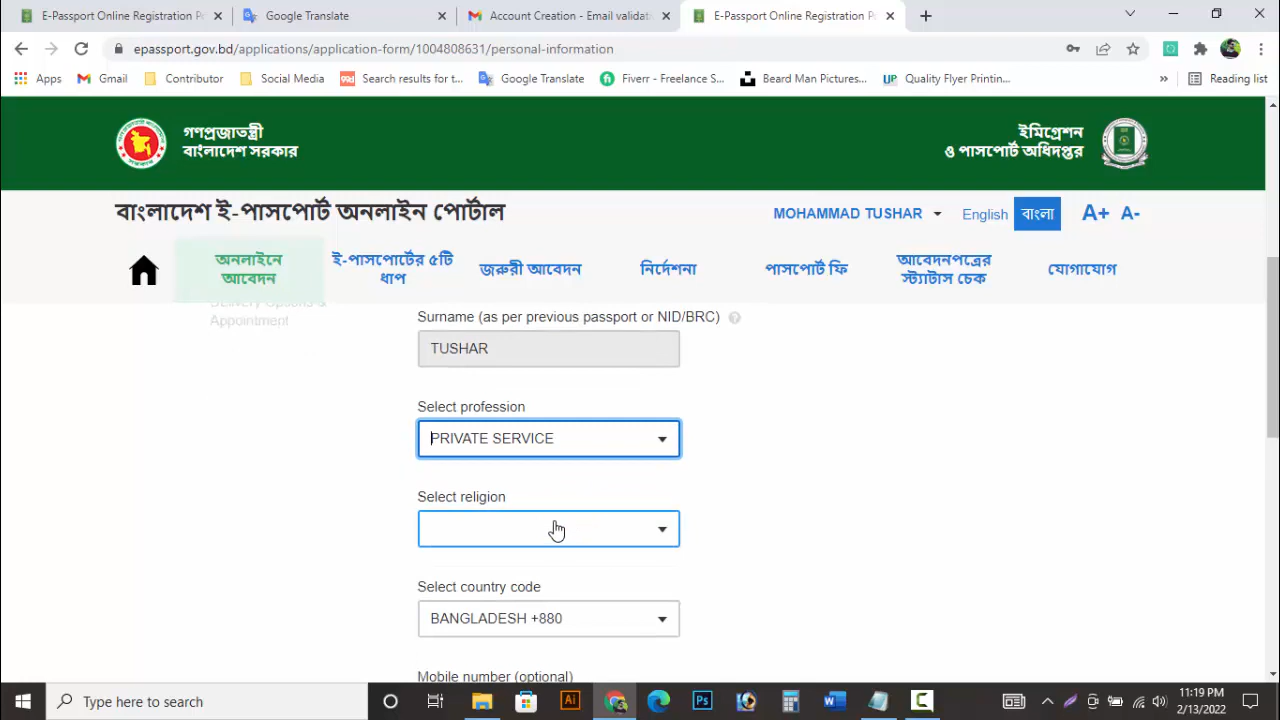 E-Passport Online Registration Po
Google Translate
Account Creation - Email validat
E-Passport Online Registration Po
epassport.gov.bd/applications/application-form/1004808631/personal-information
Apps
Gmail
Contributor
Social Media
Search results for t...
Google Translate
Fiverr - Freelance S...
Beard Man Pictures...
Quality Flyer Printin...
»
Reading list
গণপ্রজাতন্ত্রী
বাংলাদেশ সরকার
ইমিগ্রেশন
ও পাসপোর্ট অধিদপ্তর
বাংলাদেশ ই-পাসপোর্ট অনলাইন পোর্টাল
MOHAMMAD TUSHAR
English
বাংলা
A+ A-
অনলাইনে
আবেদন
ই-পাসপোর্টের ৫টি
ধাপ
জরুরী আবেদন
নির্দেশনা
পাসপোর্ট ফি
আবেদনপত্রের
স্ট্যাটাস চেক
যোগাযোগ
Delivery Options &
Appointment
Surname (as per previous passport or NID/BRC)
TUSHAR
Select profession
PRIVATE SERVICE
Select religion
Select country code
BANGLADESH +880
Mobile number (optional)
Type here to search
11:19 PM
2/13/2022